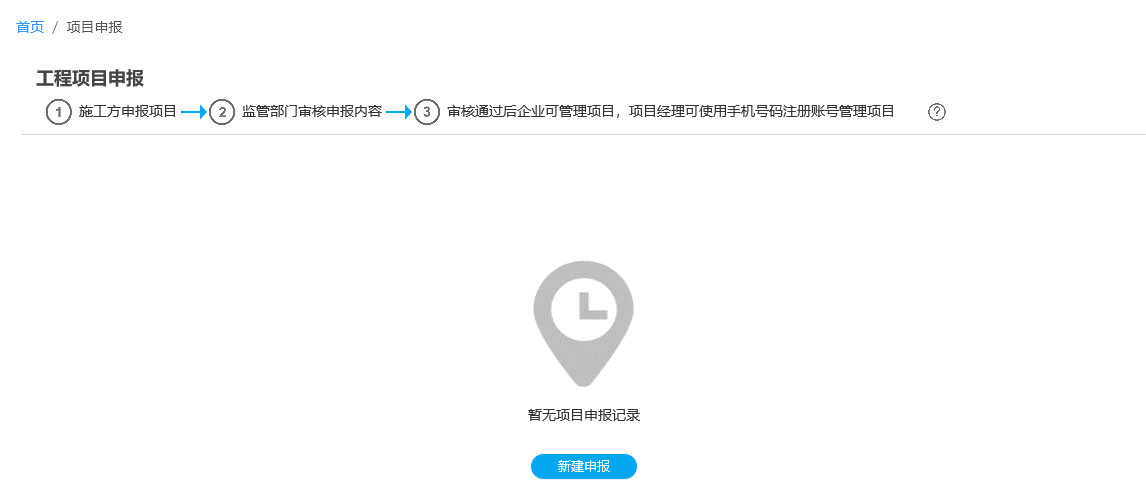 首页 / 项目申报
工程项目申报
1 施工方申报项目 2 监管部门审核申报内容 3 审核通过后企业可管理项目，项目经理可使用手机号码注册账号管理项目 ?
暂无项目申报记录
新建申报